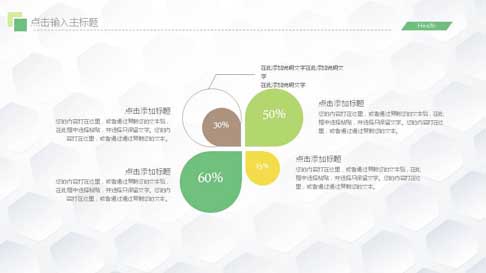 点击输入主标题
Health
在此添加说明文字在此添加说明文
字
在此添加说明文字
点击添加标题
您的内容打在这里，或者通过复制您的文本后，
在此框中选择粘贴，并选择只保留文字。您的内
容打在这里，或者通过通过复制您的文本。
30%
50%
点击添加标题
您的内容打在这里，或者通过复制您的文本后，在
此框中选择粘贴，并选择只保留文字。您的内容打在这
里，或者通过通过复制您的文本。
点击添加标题
您的内容打在这里，或者通过复制您的文本后，
在此框中选择粘贴，并选择只保留文字。您的内
容打在这里，或者通过通过复制您的文本。
60%
15%
点击添加标题
您的内容打在这里，或者通过复制您的文本后，在此
框中选择粘贴，并选择只保留文字。您的内容打在这
里，或者通过通过复制您的文本。